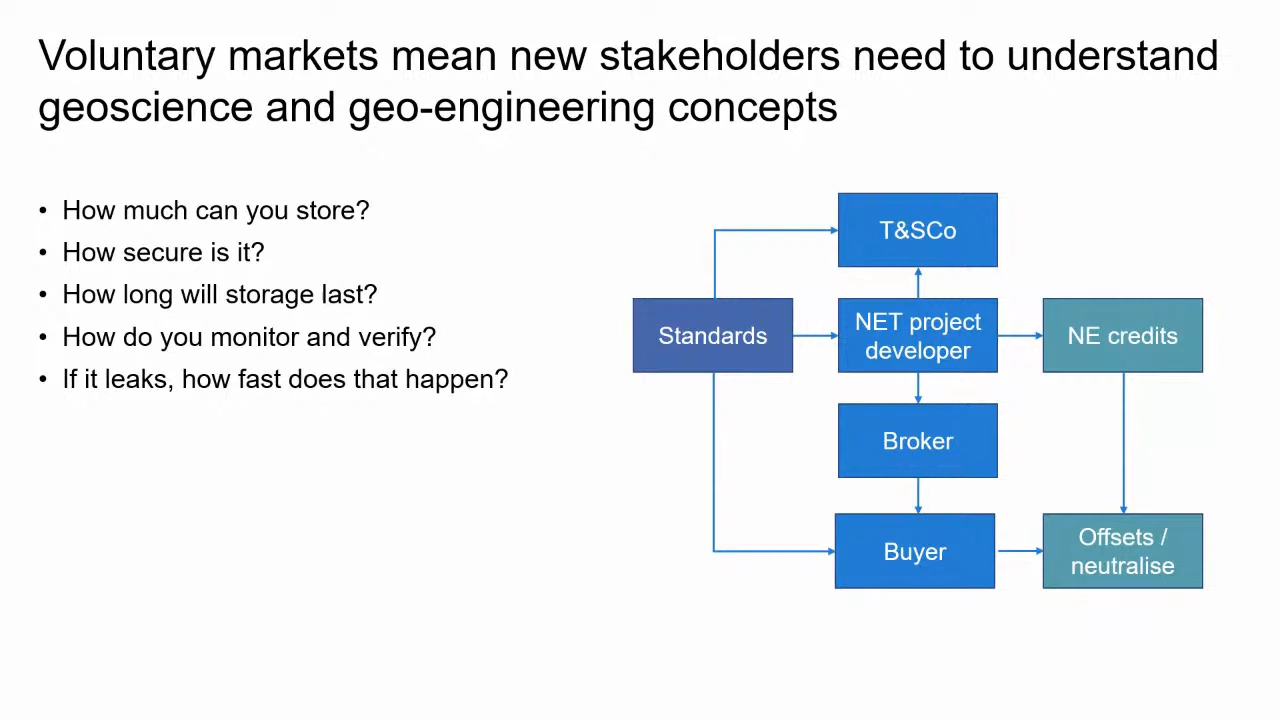 Voluntary markets mean new stakeholders need to understand
geoscience and geo-engineering concepts
• How much can you store?
• How secure is it?
• How long will storage last?
• How do you monitor and verify?
• If it leaks, how fast does that happen?
T&SCo
Standards
NET project
developer
NE credits
Broker
Buyer
Offsets /
neutralise